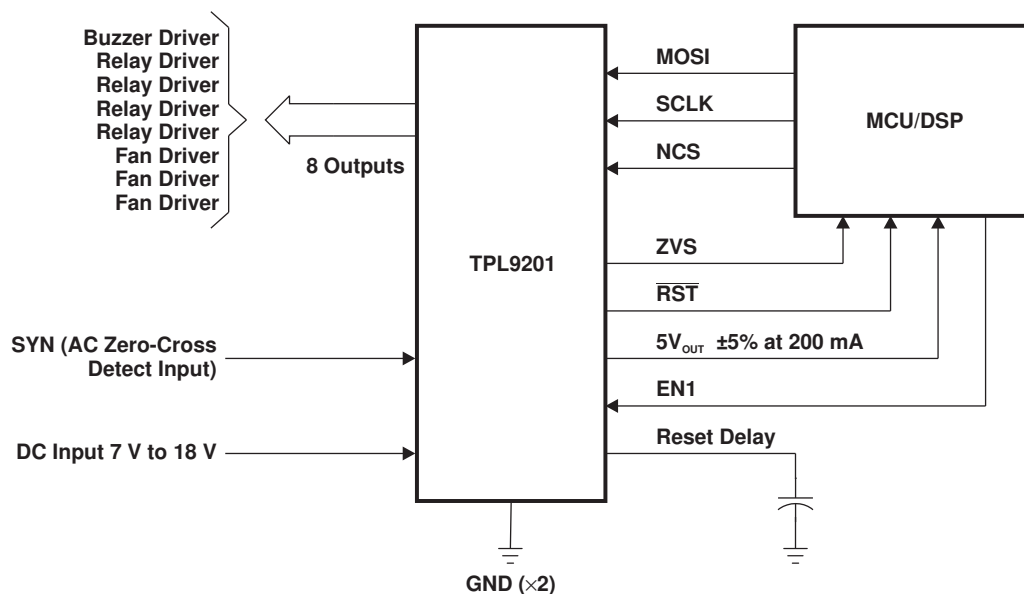 Buzzer Driver
Relay Driver
Relay Driver
Relay Driver
Relay Driver
Fan Driver
Fan Driver
Fan Driver
8 Outputs
SYN (AC Zero-Cross
Detect Input)
DC Input 7 V to 18 V
TPL9201
GND (×2)
MOSI
SCLK
NCS
MCU/DSP
ZVS
R̅S̅T̅
5VOUT ±5% at 200 mA
EN1
Reset Delay